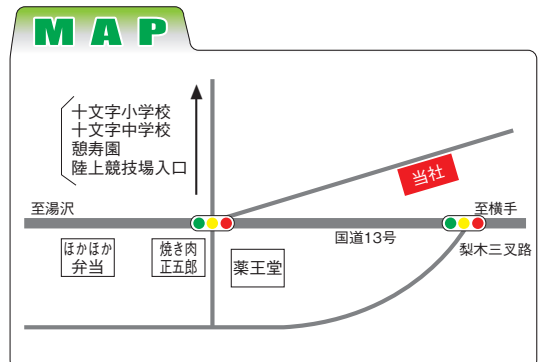 MAP
十文字小学校
十文字中学校
憩寿園
陸上競技場入口
当社
至湯沢
至横手
国道13号
梨木三叉路
ほかほか
弁当
焼き肉
正五郎
薬王堂